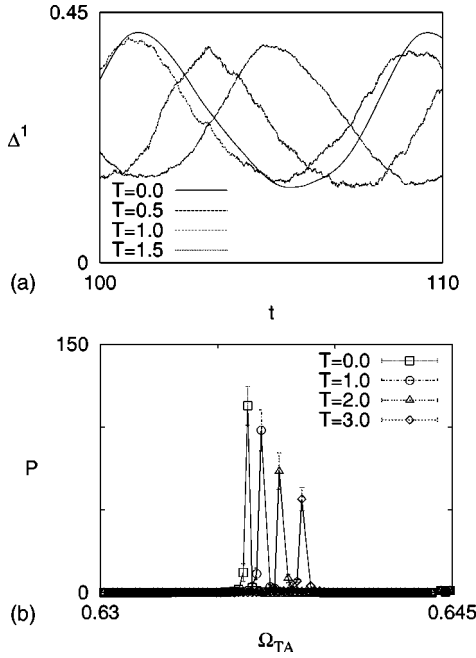 0.45
Δ¹
T=0.0
T=0.5
T=1.0
T=1.5
0
(a)
100
110
t
150
T=0.0
T=1.0
T=2.0
T=3.0
P
0
(b)
0.63
0.645
Ω_TA